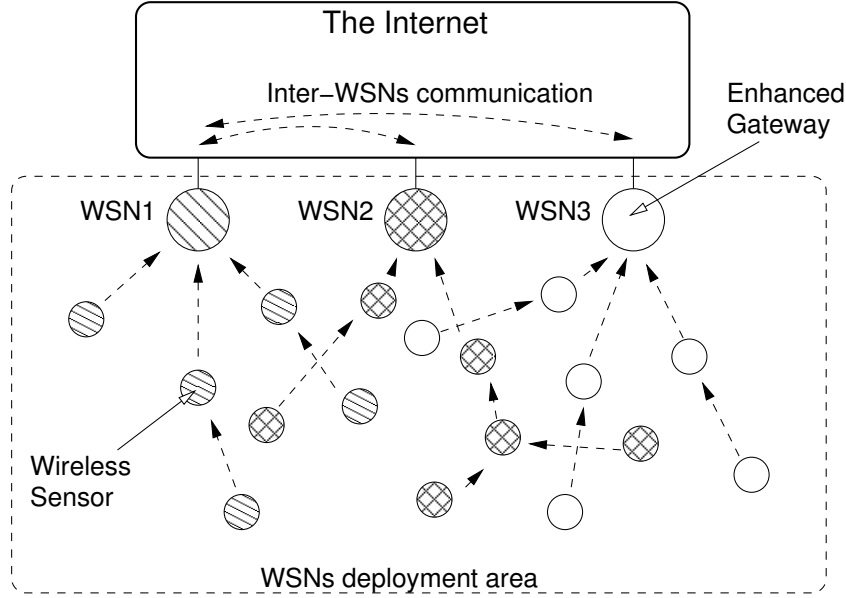 The Internet
Inter−WSNs communication
Enhanced
Gateway
WSN1
WSN2
WSN3
Wireless
Sensor
WSNs deployment area